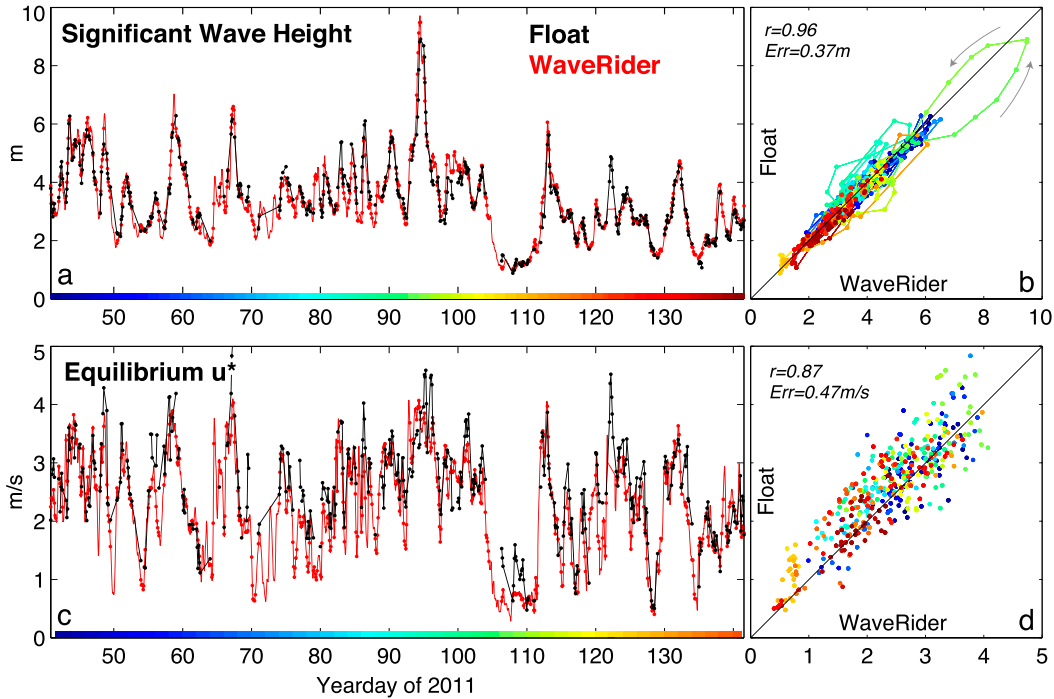 Significant Wave Height
Float
WaveRider
m
10
8
6
4
2
0
a
50 60 70 80 90 100 110 120 130
r=0.96
Err=0.37m
Float
WaveRider
b
0 2 4 6 8 10
Equilibrium u*
m/s
5
4
3
2
1
0
c
50 60 70 80 90 100 110 120 130
Yearday of 2011
r=0.87
Err=0.47m/s
Float
WaveRider
d
0 1 2 3 4 5